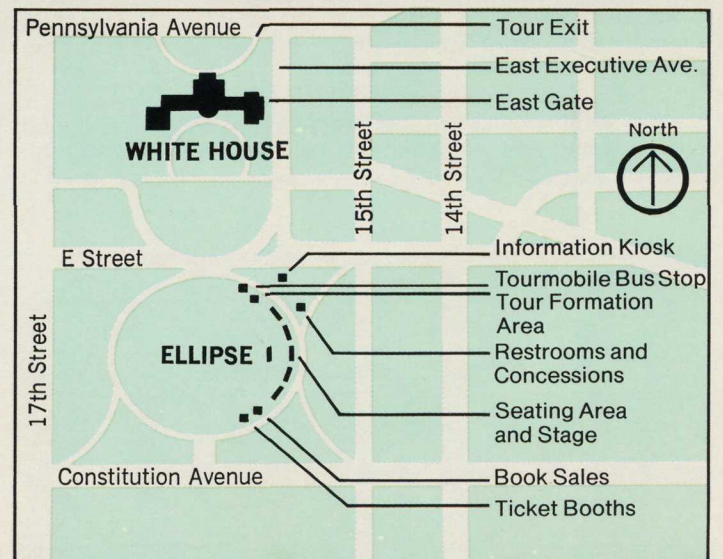 Pennsylvania Avenue
Tour Exit
East Executive Ave.
East Gate
WHITE HOUSE
15th Street
14th Street
North
E Street
Information Kiosk
Tourmobile Bus Stop
Tour Formation
Area
17th Street
ELLIPSE
Restrooms and
Concessions
Seating Area
and Stage
Constitution Avenue
Book Sales
Ticket Booths